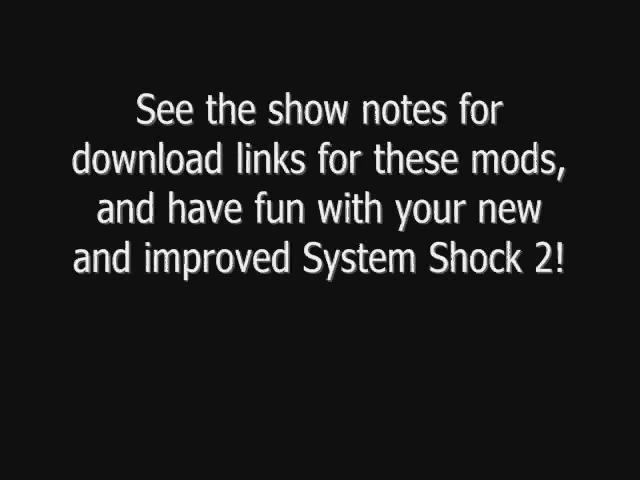 See the show notes for
download links for these mods,
and have fun with your new
and improved System Shock 2!